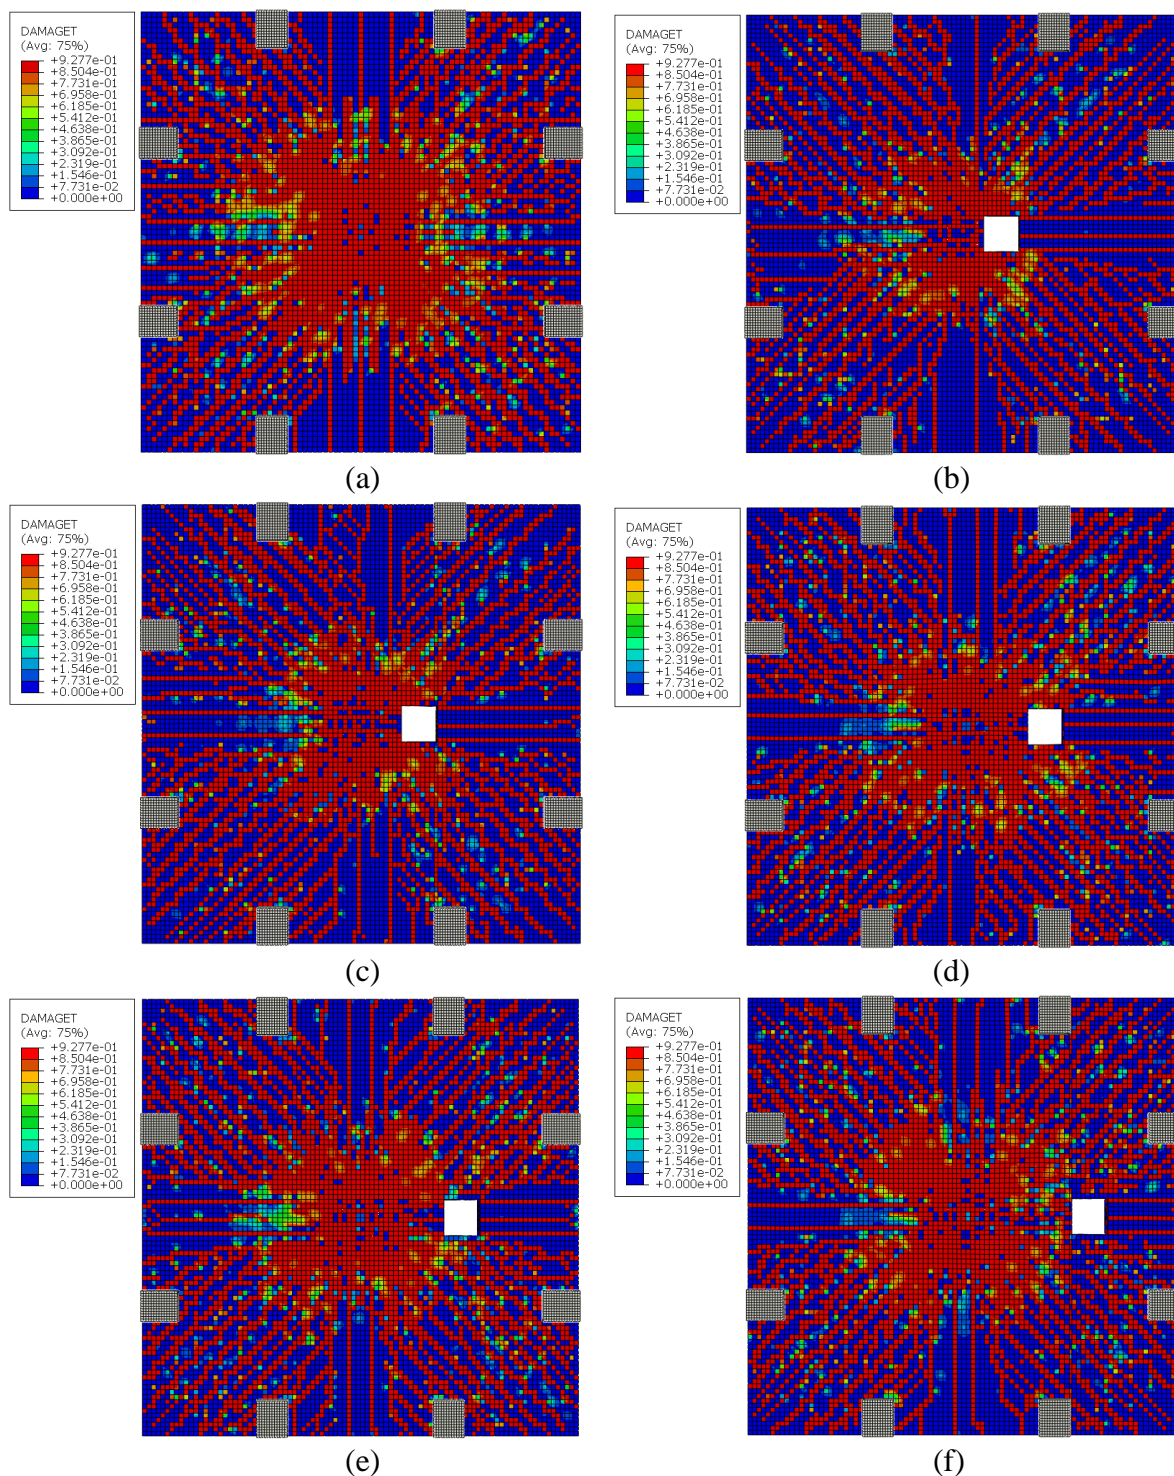 DAMAGET
(Avg: 75%)
+9.277e-01
+8.504e-01
+7.731e-01
+6.958e-01
+6.185e-01
+5.412e-01
+4.638e-01
+3.865e-01
+3.092e-01
+2.319e-01
+1.546e-01
+7.731e-02
+0.000e+00
(a)
DAMAGET
(Avg: 75%)
+9.277e-01
+8.504e-01
+7.731e-01
+6.958e-01
+6.185e-01
+5.412e-01
+4.638e-01
+3.865e-01
+3.092e-01
+2.319e-01
+1.546e-01
+7.731e-02
+0.000e+00
(b)
DAMAGET
(Avg: 75%)
+9.277e-01
+8.504e-01
+7.731e-01
+6.958e-01
+6.185e-01
+5.412e-01
+4.638e-01
+3.865e-01
+3.092e-01
+2.319e-01
+1.546e-01
+7.731e-02
+0.000e+00
(c)
DAMAGET
(Avg: 75%)
+9.277e-01
+8.504e-01
+7.731e-01
+6.958e-01
+6.185e-01
+5.412e-01
+4.638e-01
+3.865e-01
+3.092e-01
+2.319e-01
+1.546e-01
+7.731e-02
+0.000e+00
(d)
DAMAGET
(Avg: 75%)
+9.277e-01
+8.504e-01
+7.731e-01
+6.958e-01
+6.185e-01
+5.412e-01
+4.638e-01
+3.865e-01
+3.092e-01
+2.319e-01
+1.546e-01
+7.731e-02
+0.000e+00
(e)
DAMAGET
(Avg: 75%)
+9.277e-01
+8.504e-01
+7.731e-01
+6.958e-01
+6.185e-01
+5.412e-01
+4.638e-01
+3.865e-01
+3.092e-01
+2.319e-01
+1.546e-01
+7.731e-02
+0.000e+00
(f)